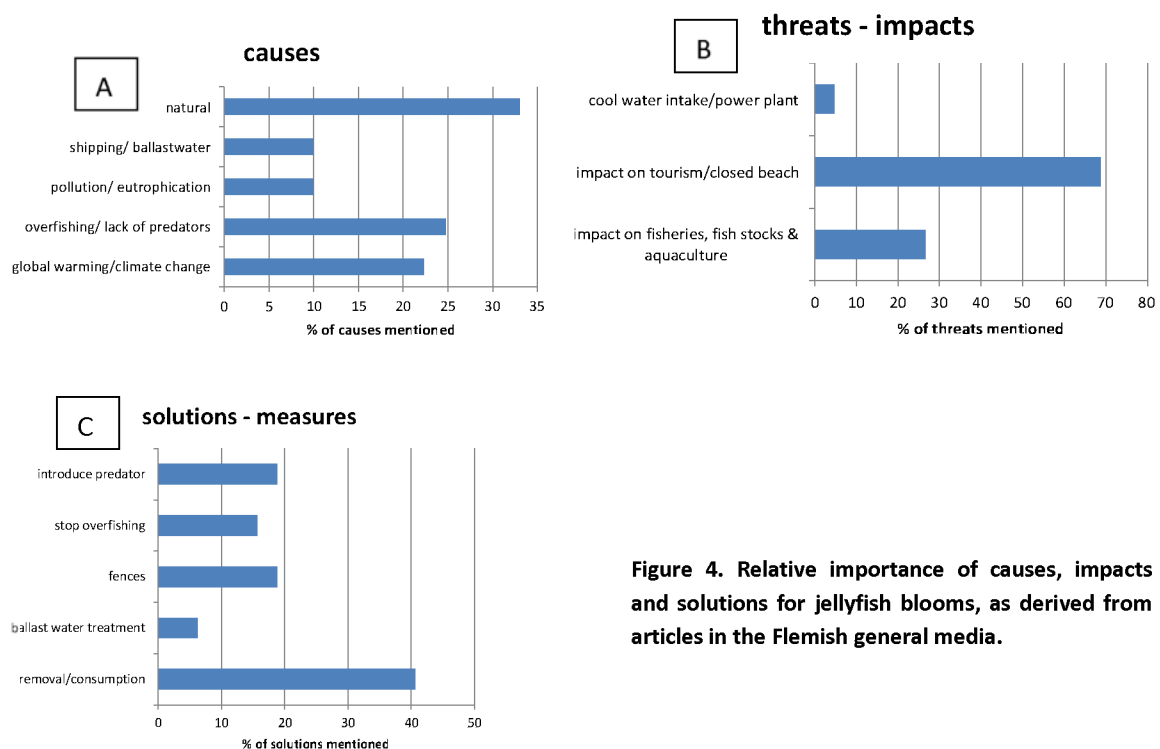 A
causes
natural
shipping/ ballastwater
pollution/ eutrophication
overfishing/ lack of predators
global warming/climate change
0 5 10 15 20 25 30 35
% of causes mentioned
B
threats - impacts
cool water intake/power plant
impact on tourism/closed beach
impact on fisheries, fish stocks &
aquaculture
0 10 20 30 40 50 60 70 80
% of threats mentioned
C
solutions - measures
introduce predator
stop overfishing
fences
ballast water treatment
removal/consumption
0 10 20 30 40 50
% of solutions mentioned
Figure 4. Relative importance of causes, impacts
and solutions for jellyfish blooms, as derived from
articles in the Flemish general media.